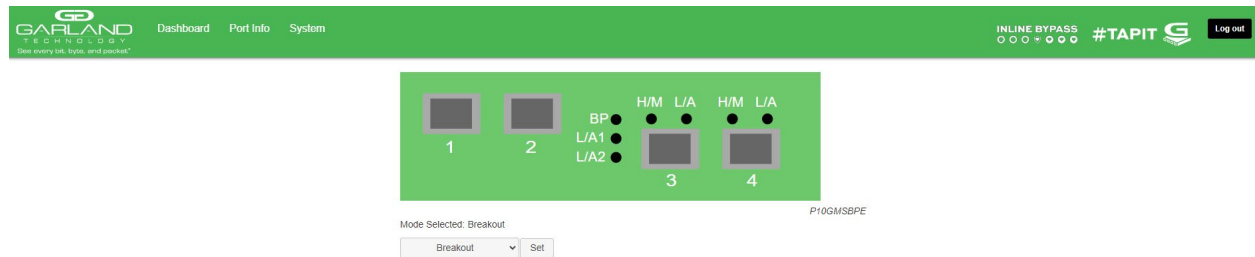 GARLAND
TECHNOLOGY
See every bit, byte, and packet®
Dashboard Port Info System
INLINE BYPASS
#TAPIT
Log out
H/M L/A H/M L/A
BP
L/A1
L/A2
1 2
3 4
P10GMSBPE
Mode Selected: Breakout
Breakout Set